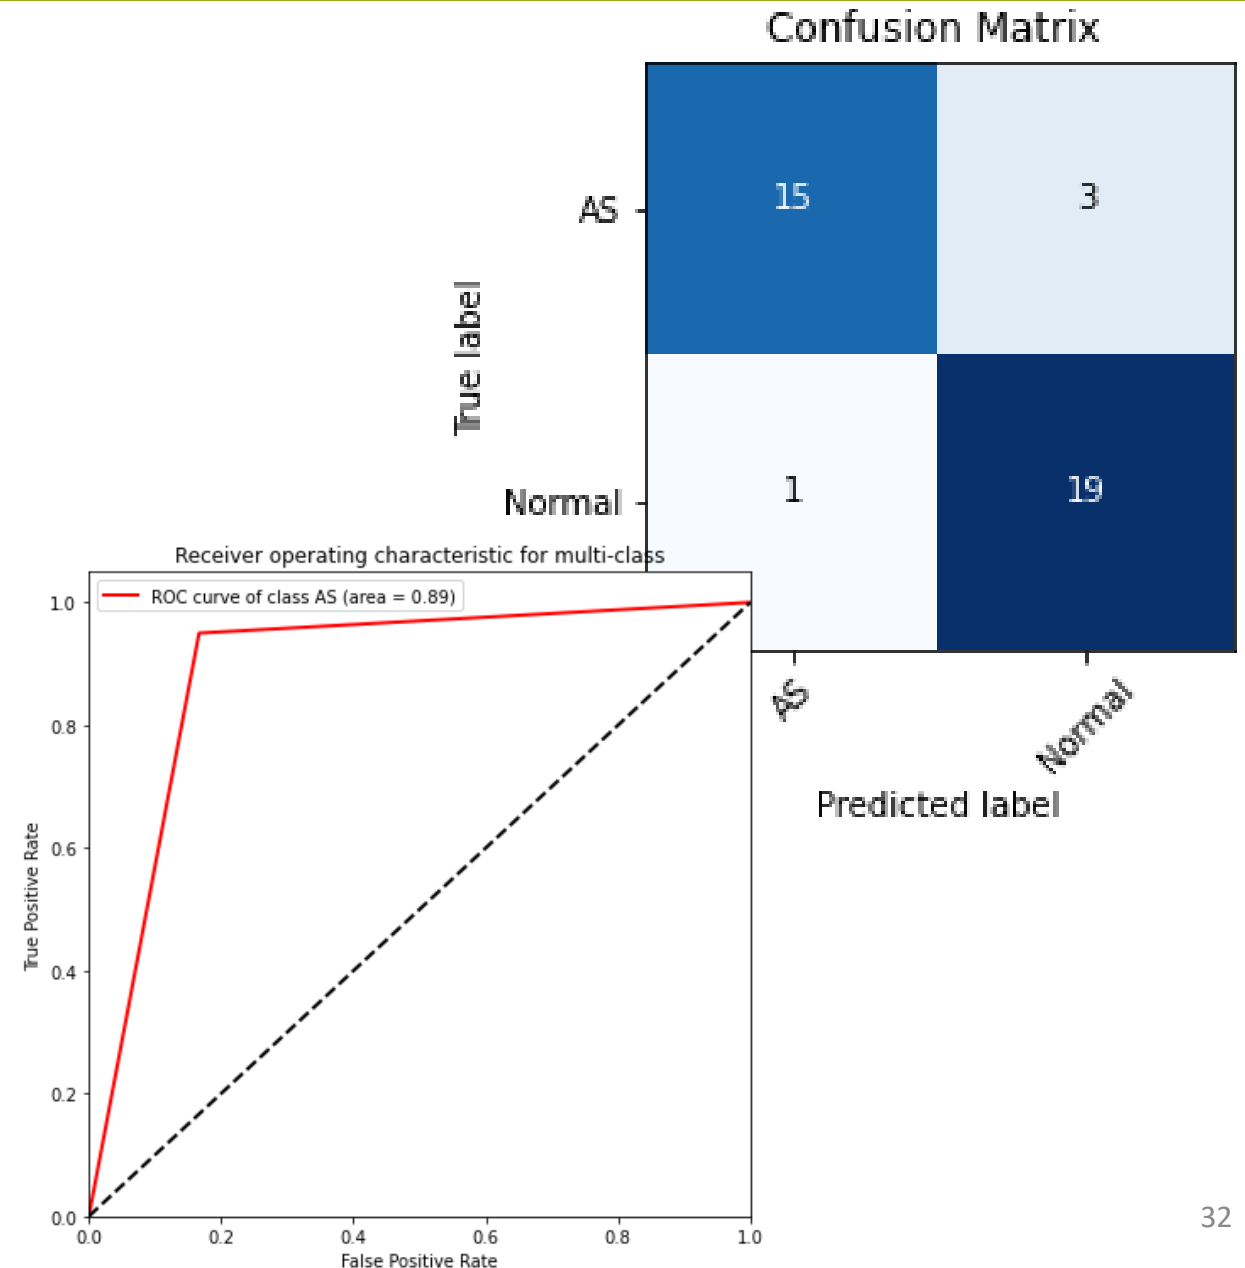 Confusion Matrix
15
3
AS
True label
1
19
Normal
AS
Normal
Predicted label
Receiver operating characteristic for multi-class
ROC curve of class AS (area = 0.89)
1.0
0.8
0.6
0.4
0.2
0.0
True Positive Rate
0.0 0.2 0.4 0.6 0.8 1.0
False Positive Rate
32